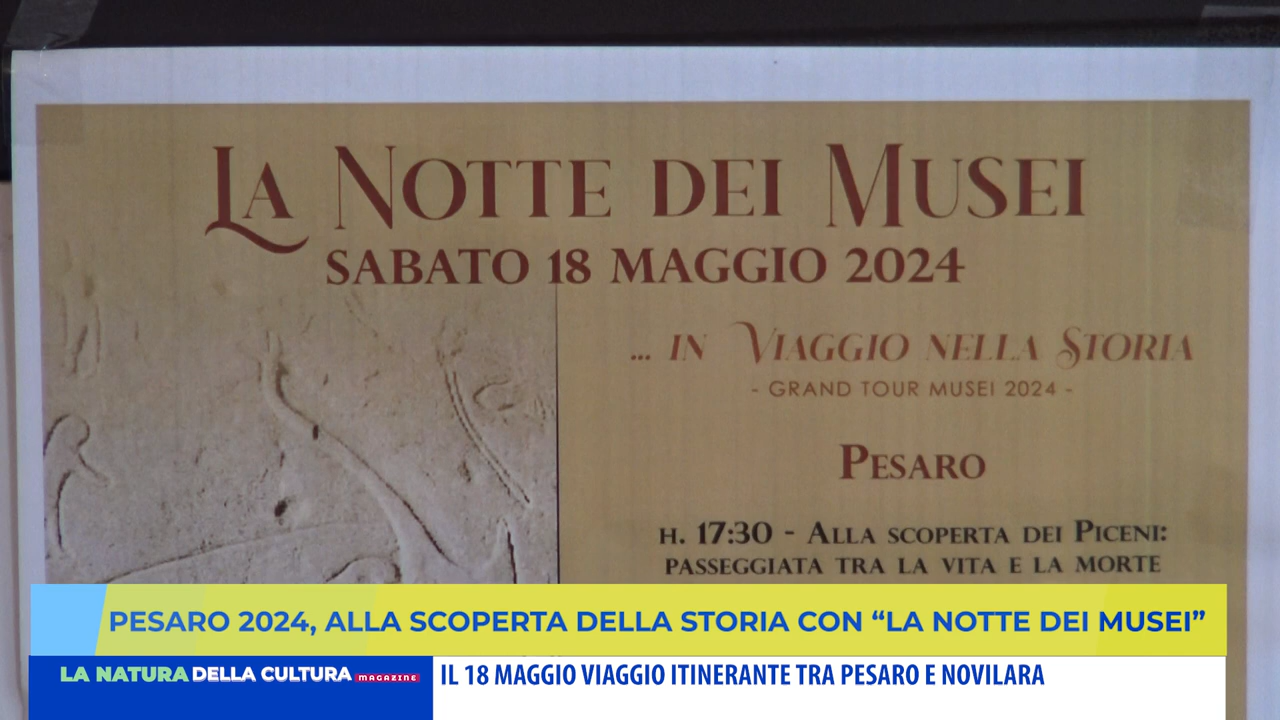 La Notte dei Musei
SABATO 18 MAGGIO 2024
... in Viaggio nella Storia
- GRAND TOUR MUSEI 2024 -
Pesaro
h. 17:30 - Alla scoperta dei Piceni:
passeggiata tra la vita e la morte
PESARO 2024, ALLA SCOPERTA DELLA STORIA CON “LA NOTTE DEI MUSEI”
LA NATURA DELLA CULTURA MAGAZINE
IL 18 MAGGIO VIAGGIO ITINERANTE TRA PESARO E NOVILARA